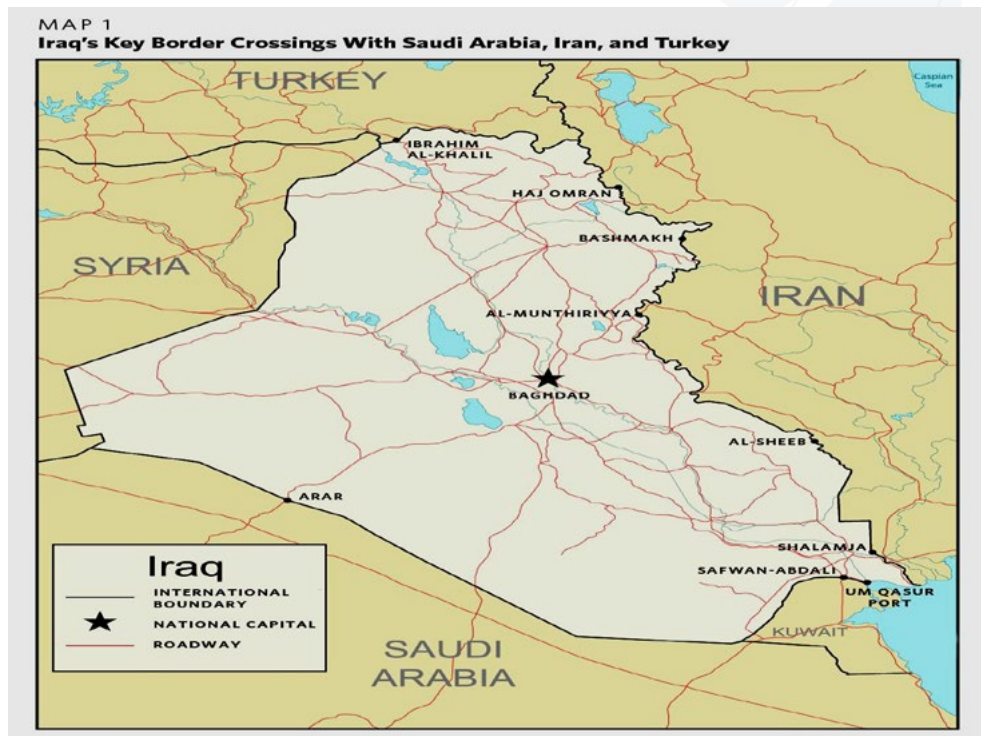 MAP 1
Iraq's Key Border Crossings With Saudi Arabia, Iran, and Turkey
TURKEY
Caspian
Sea
IBRAHIM
AL-KHALIL
HAJ OMRAN
BASHMAKH
SYRIA
IRAN
AL-MUNTHIRIYYA
BAGHDAD
AL-SHEEB
ARAR
SHALAMJA
SAFWAN-ABDALI
UM QASUR
PORT
KUWAIT
SAUDI
ARABIA
Iraq
INTERNATIONAL
BOUNDARY
NATIONAL CAPITAL
ROADWAY